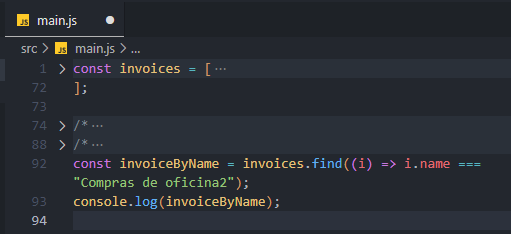 JS main.js
src > JS main.js > ...
1 > const invoices = [ ...
72 ];
73
74 > /* ...
88 > /* ...
92 const invoiceByName = invoices.find((i) => i.name ===
"Compras de oficina2");
93 console.log(invoiceByName);
94